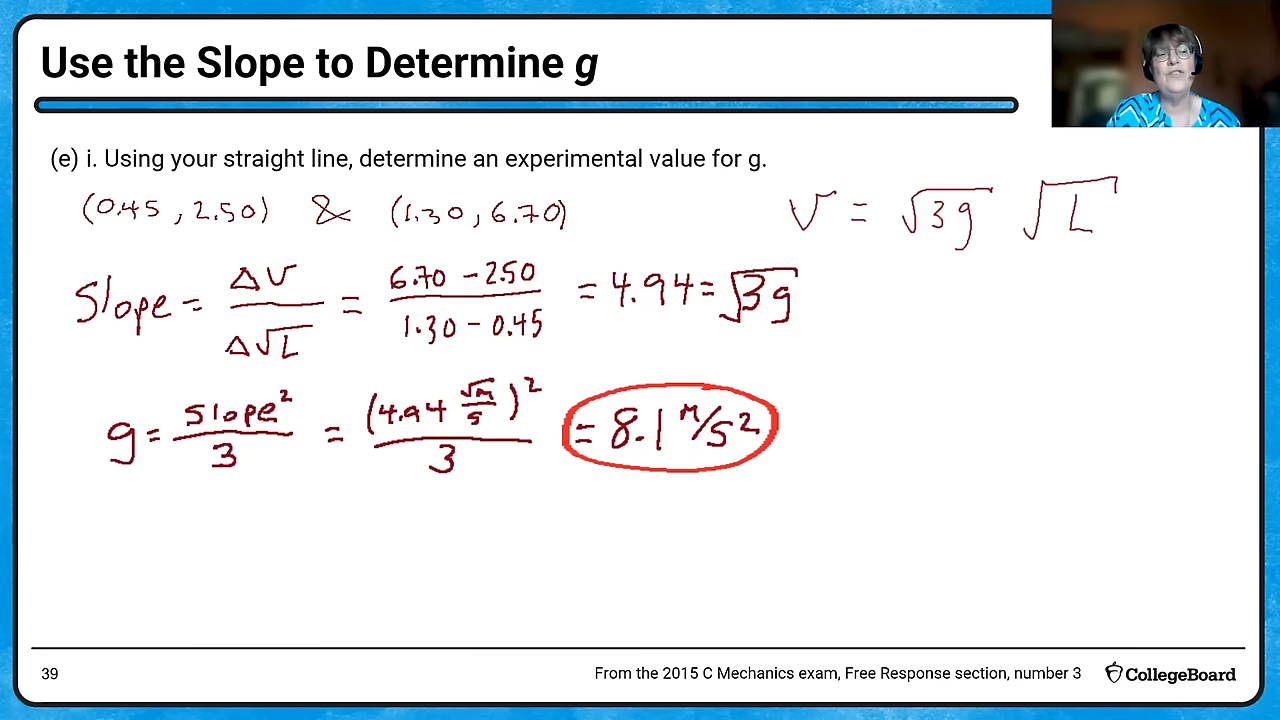 Use the Slope to Determine g
(e) i. Using your straight line, determine an experimental value for g.
(0.45, 2.50) & (1.30, 6.70)
V = √3g √L
Slope = ΔV / Δ√L = 6.70 - 2.50 / 1.30 - 0.45 = 4.94 = √3g
g = slope² / 3 = (4.94 √m/s)² / 3 = 8.1 m/s²
39
From the 2015 C Mechanics exam, Free Response section, number 3
CollegeBoard